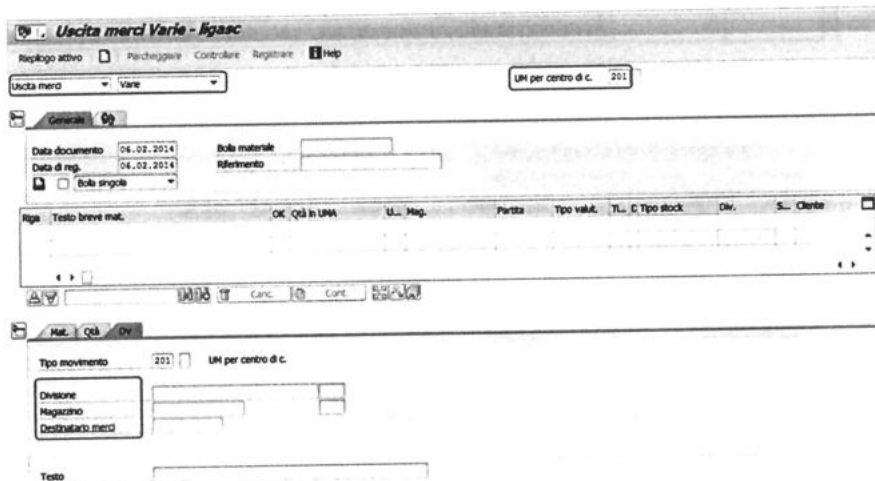 Uscita merci Varie - ligasc
Riepilogo attivo Parcheggiare Controllare Registrare Help
Uscita merci Varie UM per centro di c. 201
Generale
Data documento 06.02.2014 Bolla materiale
Data di reg. 06.02.2014 Riferimento
Bolla singola
Riga Testo breve mat. OK Qtà in UMA U... Mag. Partita Tipo valut. Ti... D Tipo stock Div. S... Cliente
Canc. Cont.
Mat. Qtà DV
Tipo movimento 201 UM per centro di c.
Divisione
Magazzino
Destinatario merci
Testo